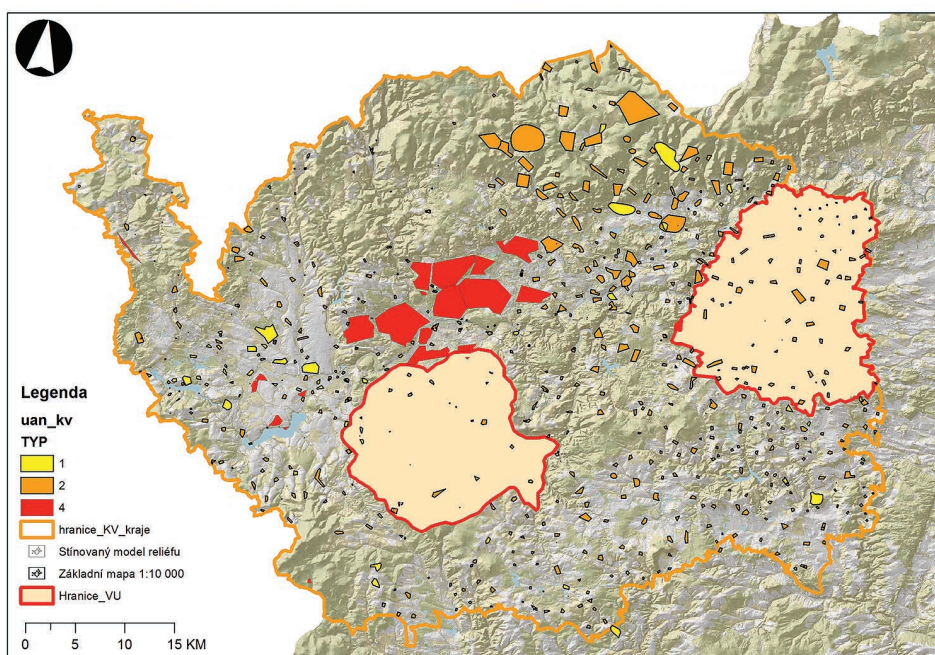 Legenda
uan_kv
TYP
1
2
4
hranice_KV_kraje
Stínovaný model reliéfu
Základní mapa 1:10 000
Hranice_VU
0 5 10 15 KM